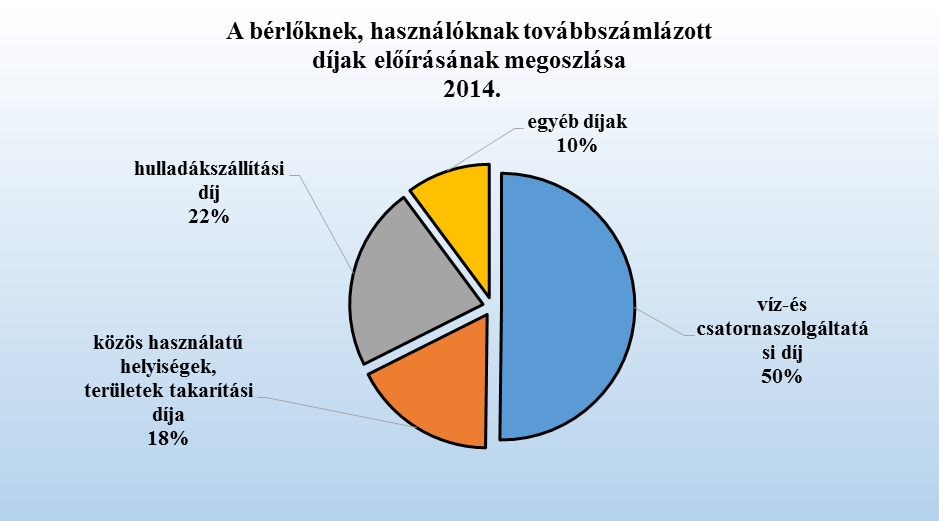 A bérlőknek, használóknak továbbszámlázott
díjak előírásának megoszlása
2014.
egyéb díjak
10%
hulladákszállítási
díj
22%
víz-és
csatornaszolgáltatá
si díj
50%
közös használatú
helyiségek,
területek takarítási
díja
18%